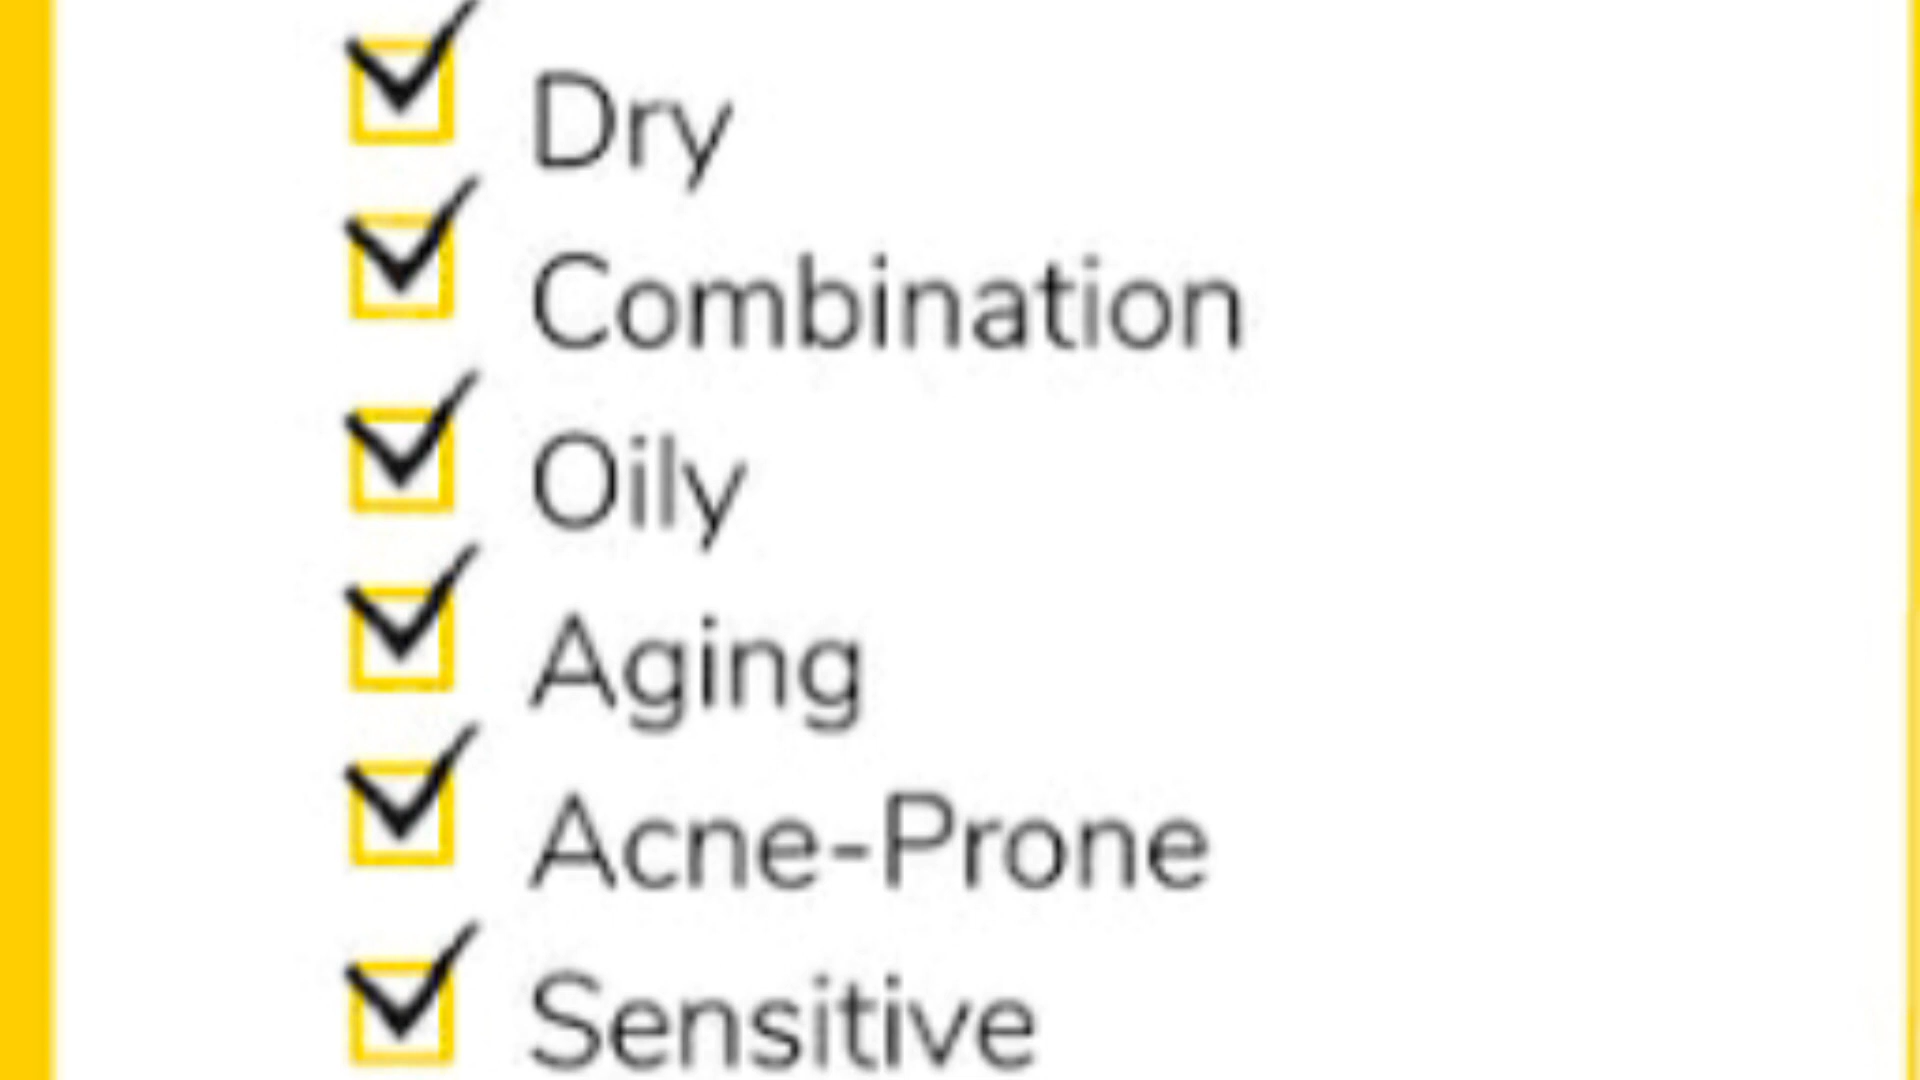 Dry
Combination
Oily
Aging
Acne-Prone
Sensitive